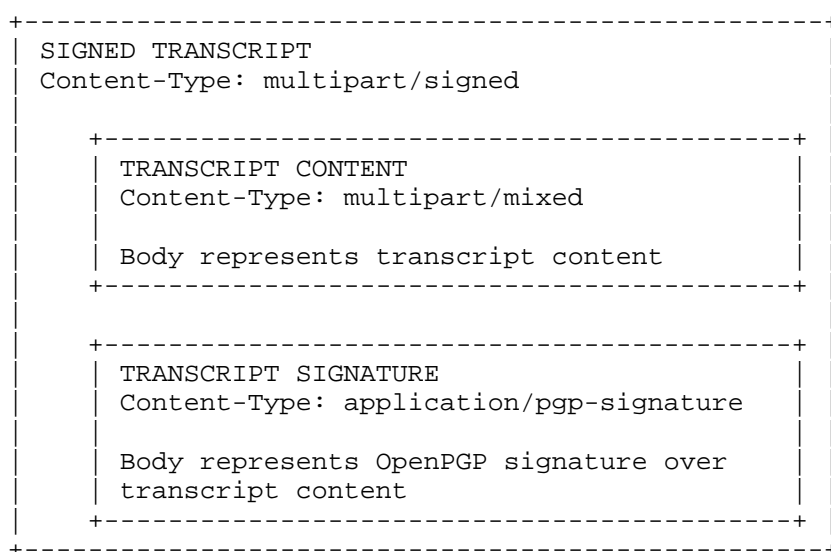 SIGNED TRANSCRIPT
Content-Type: multipart/signed
TRANSCRIPT CONTENT
Content-Type: multipart/mixed
Body represents transcript content
TRANSCRIPT SIGNATURE
Content-Type: application/pgp-signature
Body represents OpenPGP signature over
transcript content